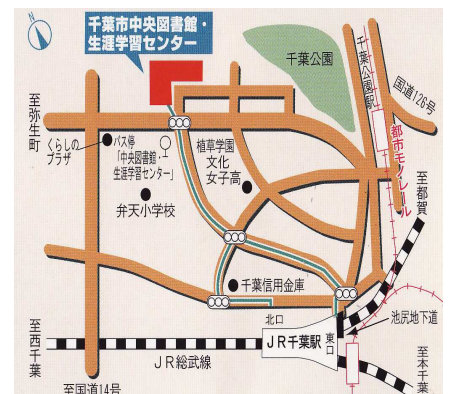 千葉市中央図書館・
生涯学習センター
千葉公園
千葉公園駅
国道126号
都市モノレール
至弥生町
くらしの
プラザ
バス停
「中央図書館・
生涯学習センター」
植草学園
文化
女子高
弁天小学校
至都賀
千葉信用金庫
北口
JR千葉駅
東口
池尻地下道
至西千葉
JR総武線
至本千葉
至国道14号
N